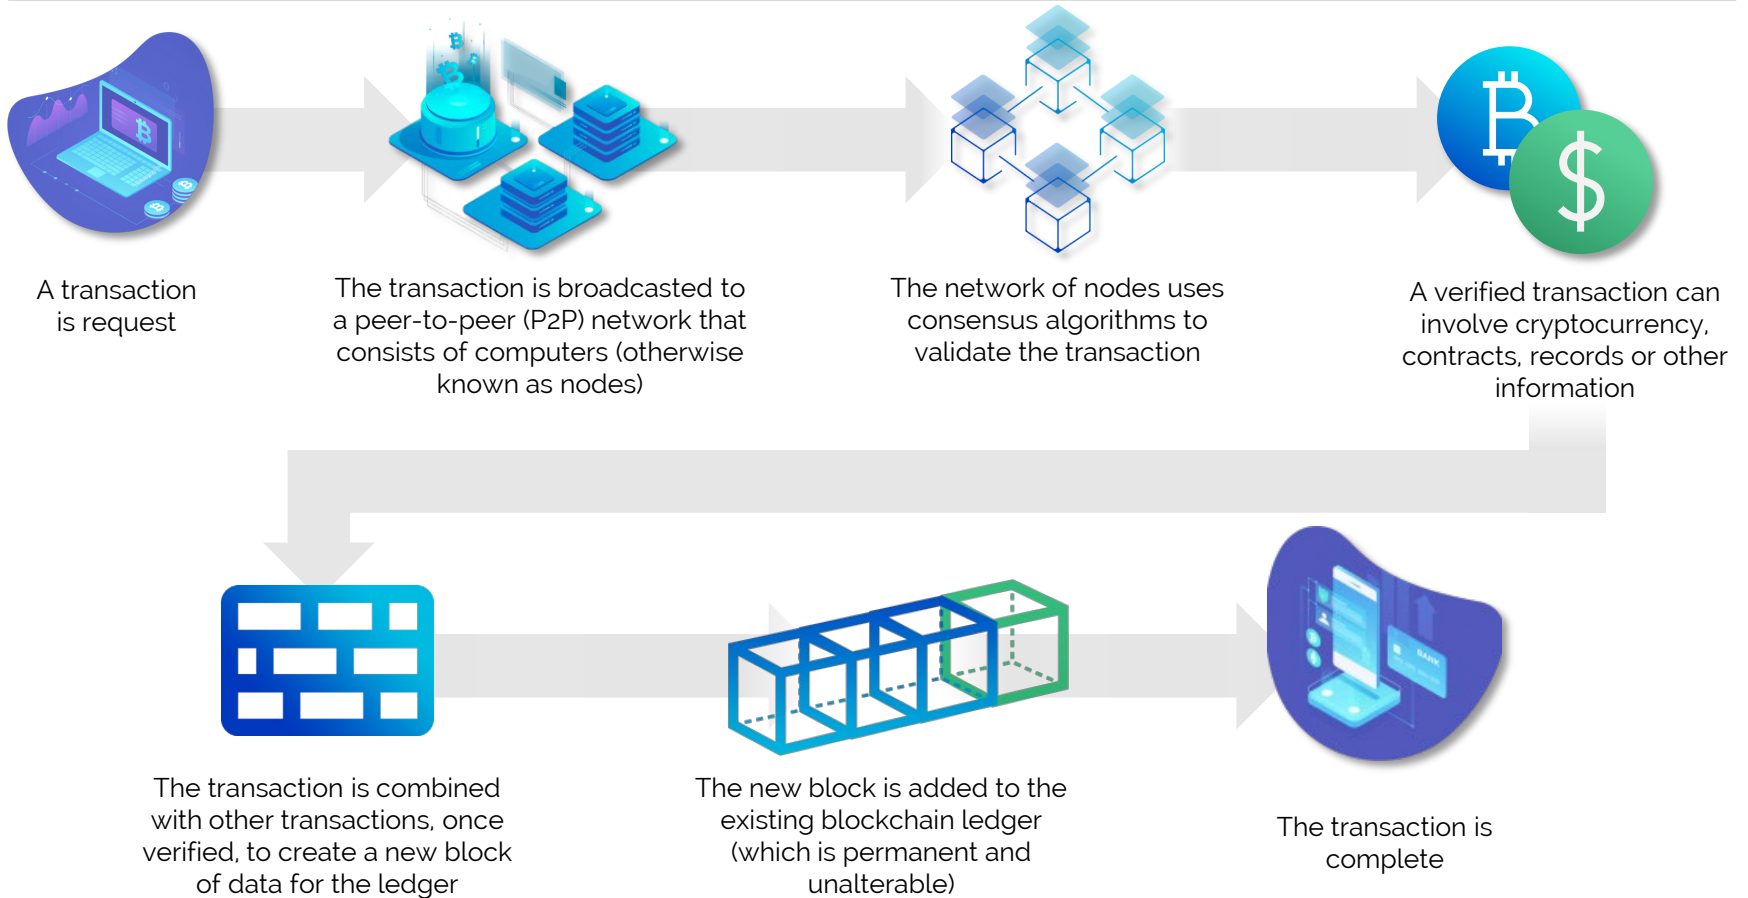 A transaction
is request
The transaction is broadcasted to
a peer-to-peer (P2P) network that
consists of computers (otherwise
known as nodes)
The network of nodes uses
consensus algorithms to
validate the transaction
A verified transaction can
involve cryptocurrency,
contracts, records or other
information
The transaction is combined
with other transactions, once
verified, to create a new block
of data for the ledger
The new block is added to the
existing blockchain ledger
(which is permanent and
unalterable)
BANK
The transaction is
complete